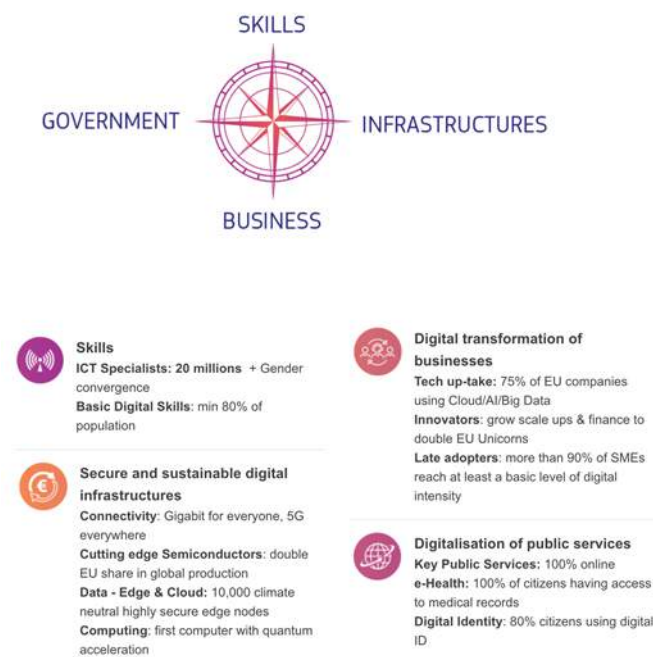 SKILLS
GOVERNMENT
INFRASTRUCTURES
BUSINESS
Skills
ICT Specialists: 20 millions + Gender
convergence
Basic Digital Skills: min 80% of
population
Secure and sustainable digital
infrastructures
Connectivity: Gigabit for everyone, 5G
everywhere
Cutting edge Semiconductors: double
EU share in global production
Data - Edge & Cloud: 10,000 climate
neutral highly secure edge nodes
Computing: first computer with quantum
acceleration
Digital transformation of
businesses
Tech up-take: 75% of EU companies
using Cloud/AI/Big Data
Innovators: grow scale ups & finance to
double EU Unicorns
Late adopters: more than 90% of SMEs
reach at least a basic level of digital
intensity
Digitalisation of public services
Key Public Services: 100% online
e-Health: 100% of citizens having access
to medical records
Digital Identity: 80% citizens using digital
ID